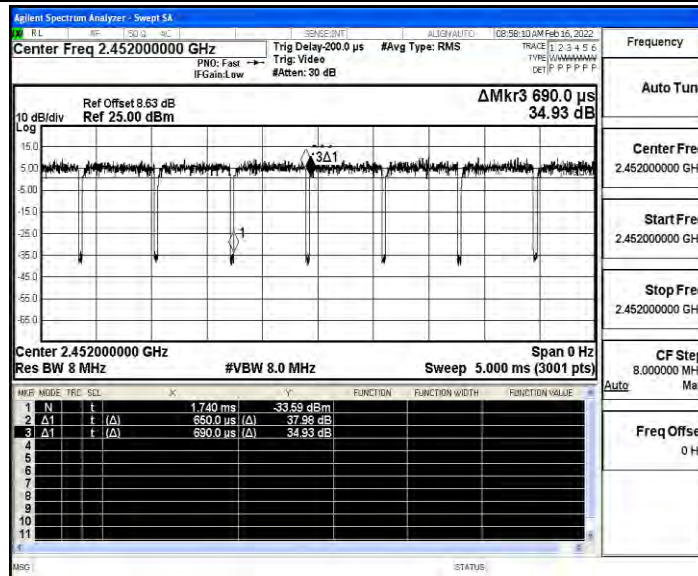 Agilent Spectrum Analyzer - Swept SA
RL RF 50 Ω AC SENSE:INT ALIGNAUTO 08:58:10 AM Feb 16, 2022
Center Freq 2.452000000 GHz
Trig Delay-200.0 µs #Avg Type: RMS TRACE 1 2 3 4 5 6
PNO: Fast Trig: Video TYPE WWWWWW
IFGain:Low #Atten: 30 dB DET P P P P P P
ΔMkr3 690.0 µs
34.93 dB
Ref Offset 8.63 dB
10 dB/div Ref 25.00 dBm
Log
15.0
5.00
-5.00
-15.0
-25.0
-35.0
-45.0
-55.0
-65.0
3Δ1
1
Center 2.452000000 GHz Span 0 Hz
Res BW 8 MHz #VBW 8.0 MHz Sweep 5.000 ms (3001 pts)
MKR MODE TRC SCL X Y FUNCTION FUNCTION WIDTH FUNCTION VALUE
1 N t 1.740 ms -33.59 dBm
2 Δ1 t (Δ) 650.0 µs (Δ) 37.98 dB
3 Δ1 t (Δ) 690.0 µs (Δ) 34.93 dB
4
5
6
7
8
9
10
11
MSG STATUS
Frequency
Auto Tun
Center Fre
2.452000000 GH
Start Fre
2.452000000 GH
Stop Fre
2.452000000 GH
CF Step
8.000000 MH
Auto Ma
Freq Offse
0 H